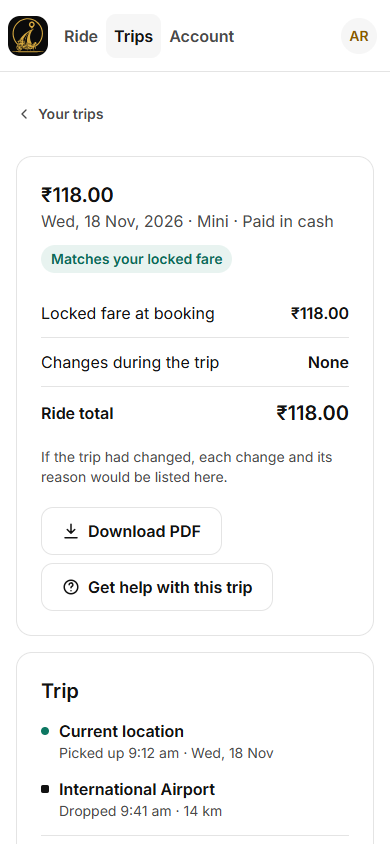 Ride Trips Account AR
Your trips
₹118.00
Wed, 18 Nov, 2026 · Mini · Paid in cash
Matches your locked fare
Locked fare at booking ₹118.00
Changes during the trip None
Ride total ₹118.00
If the trip had changed, each change and its
reason would be listed here.
Download PDF
Get help with this trip
Trip
Current location
Picked up 9:12 am · Wed, 18 Nov
International Airport
Dropped 9:41 am · 14 km